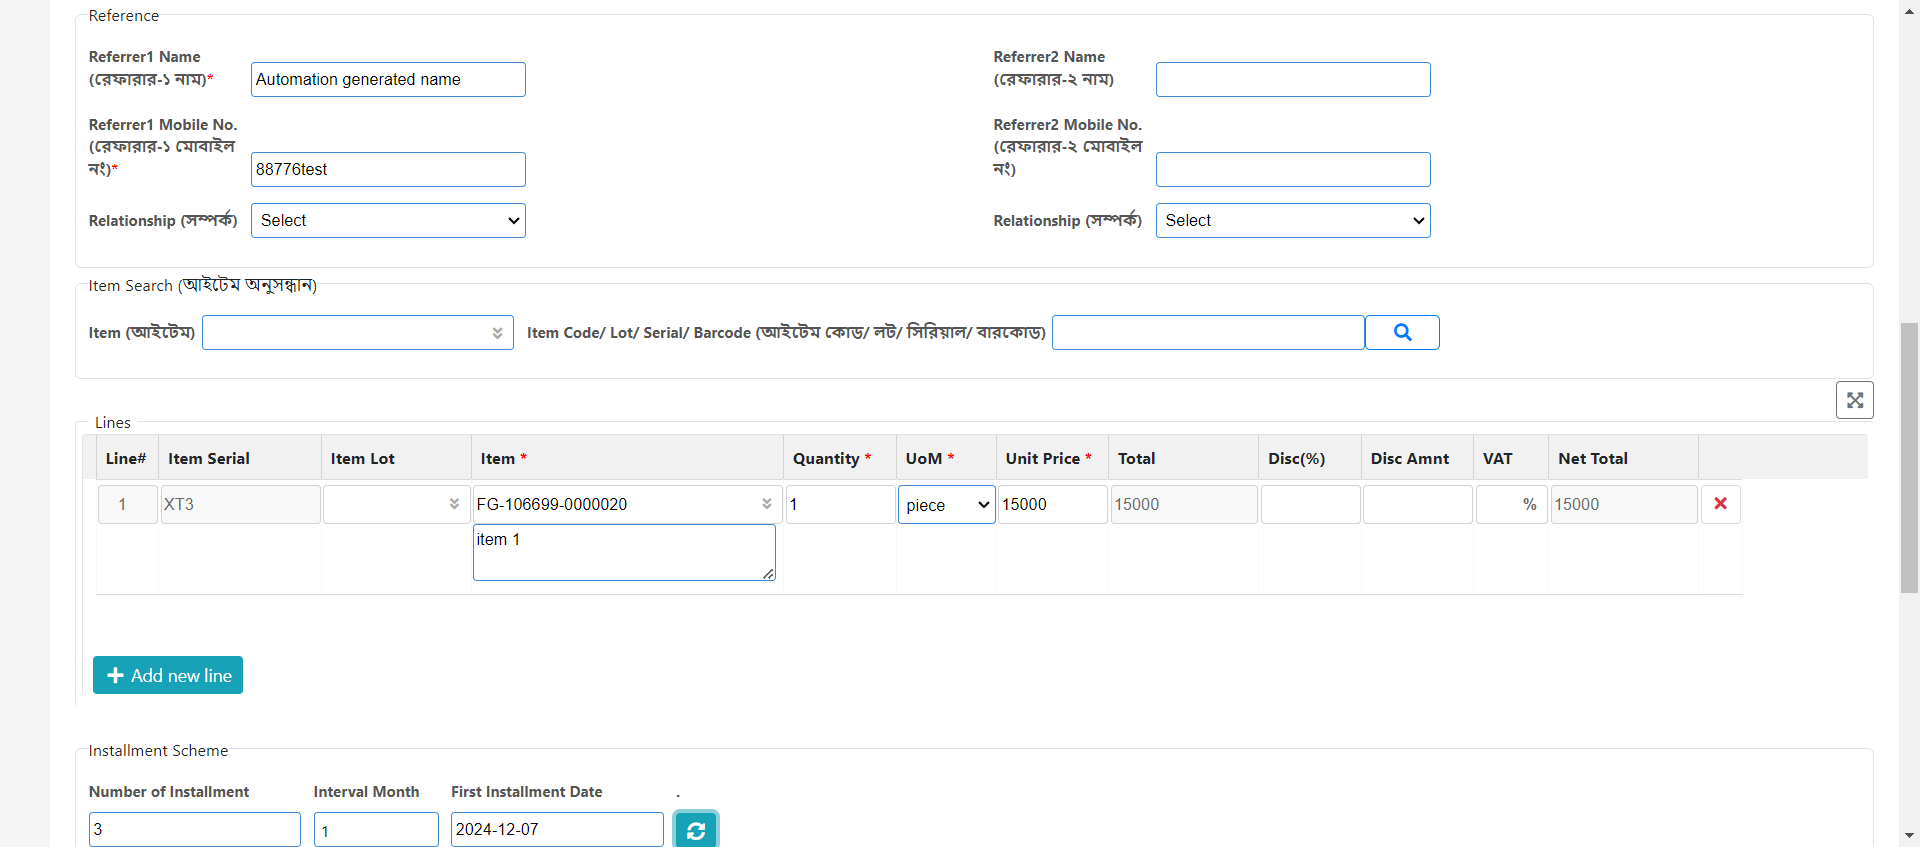 Reference
Referrer1 Name
(রেফারার-১ নাম)*
Automation generated name
Referrer2 Name
(রেফারার-২ নাম)
Referrer1 Mobile No.
(রেফারার-১ মোবাইল
নং)*
88776test
Referrer2 Mobile No.
(রেফারার-২ মোবাইল
নং)
Relationship (সম্পর্ক)
Select
Relationship (সম্পর্ক)
Select
Item Search (আইটেম অনুসন্ধান)
Item (আইটেম)
Item Code/ Lot/ Serial/ Barcode (আইটেম কোড/ লট/ সিরিয়াল/ বারকোড)
Lines
Line# Item Serial Item Lot Item * Quantity * UoM * Unit Price * Total Disc(%) Disc Amnt VAT Net Total
1 XT3 FG-106699-0000020 1 piece 15000 15000 % 15000
item 1
Add new line
Installment Scheme
Number of Installment Interval Month First Installment Date .
3 1 2024-12-07